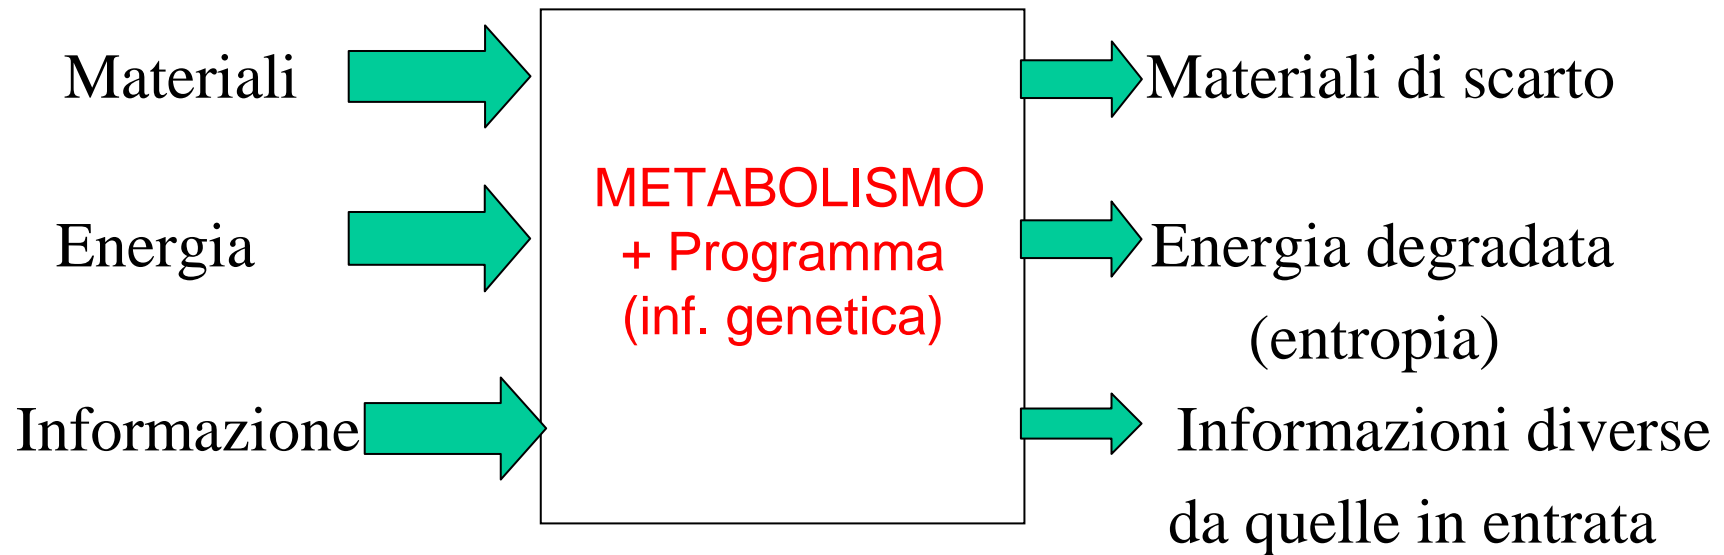 Materiali
Energia
Informazione
METABOLISMO
+ Programma
(inf. genetica)
Materiali di scarto
Energia degradata
(entropia)
Informazioni diverse
da quelle in entrata